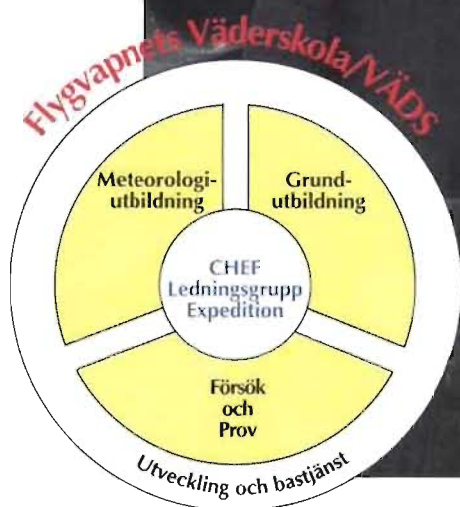 Flygvapnets Väderskola/VÄDS
Meteorologi-
utbildning
Grund-
utbildning
CHEF
Ledningsgrupp
Expedition
Försök
och
Prov
Utveckling och bastjänst